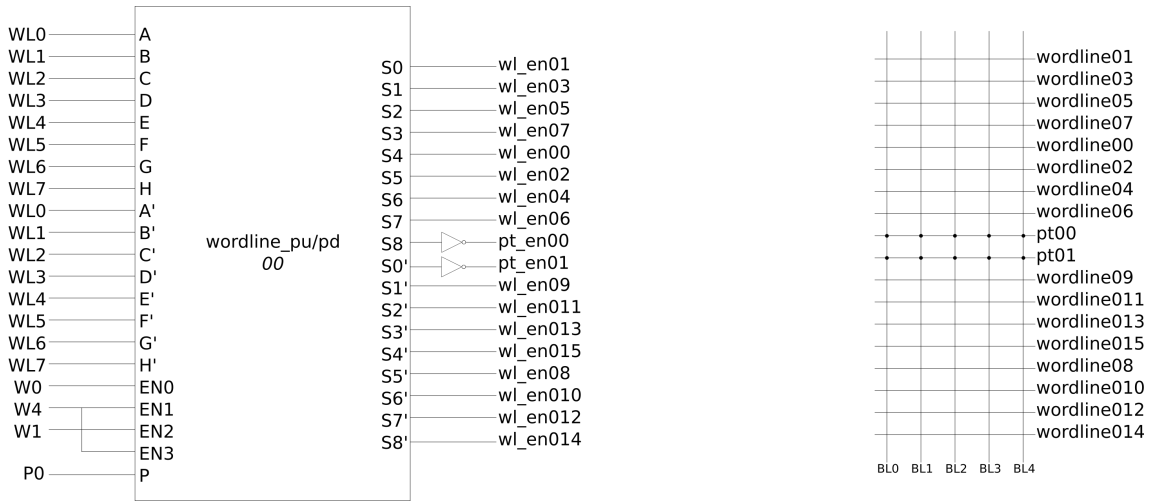 WL0 A
WL1 B
WL2 C
WL3 D
WL4 E
WL5 F
WL6 G
WL7 H
WL0 A'
WL1 B'
WL2 C'
WL3 D'
WL4 E'
WL5 F'
WL6 G'
WL7 H'
W0 EN0
W4 EN1
W1 EN2
EN3
P0 P
wordline_pu/pd
00
S0 wl_en01
S1 wl_en03
S2 wl_en05
S3 wl_en07
S4 wl_en00
S5 wl_en02
S6 wl_en04
S7 wl_en06
S8 pt_en00
S0' pt_en01
S1' wl_en09
S2' wl_en011
S3' wl_en013
S4' wl_en015
S5' wl_en08
S6' wl_en010
S7' wl_en012
S8' wl_en014
wordline01
wordline03
wordline05
wordline07
wordline00
wordline02
wordline04
wordline06
pt00
pt01
wordline09
wordline011
wordline013
wordline015
wordline08
wordline010
wordline012
wordline014
BL0 BL1 BL2 BL3 BL4